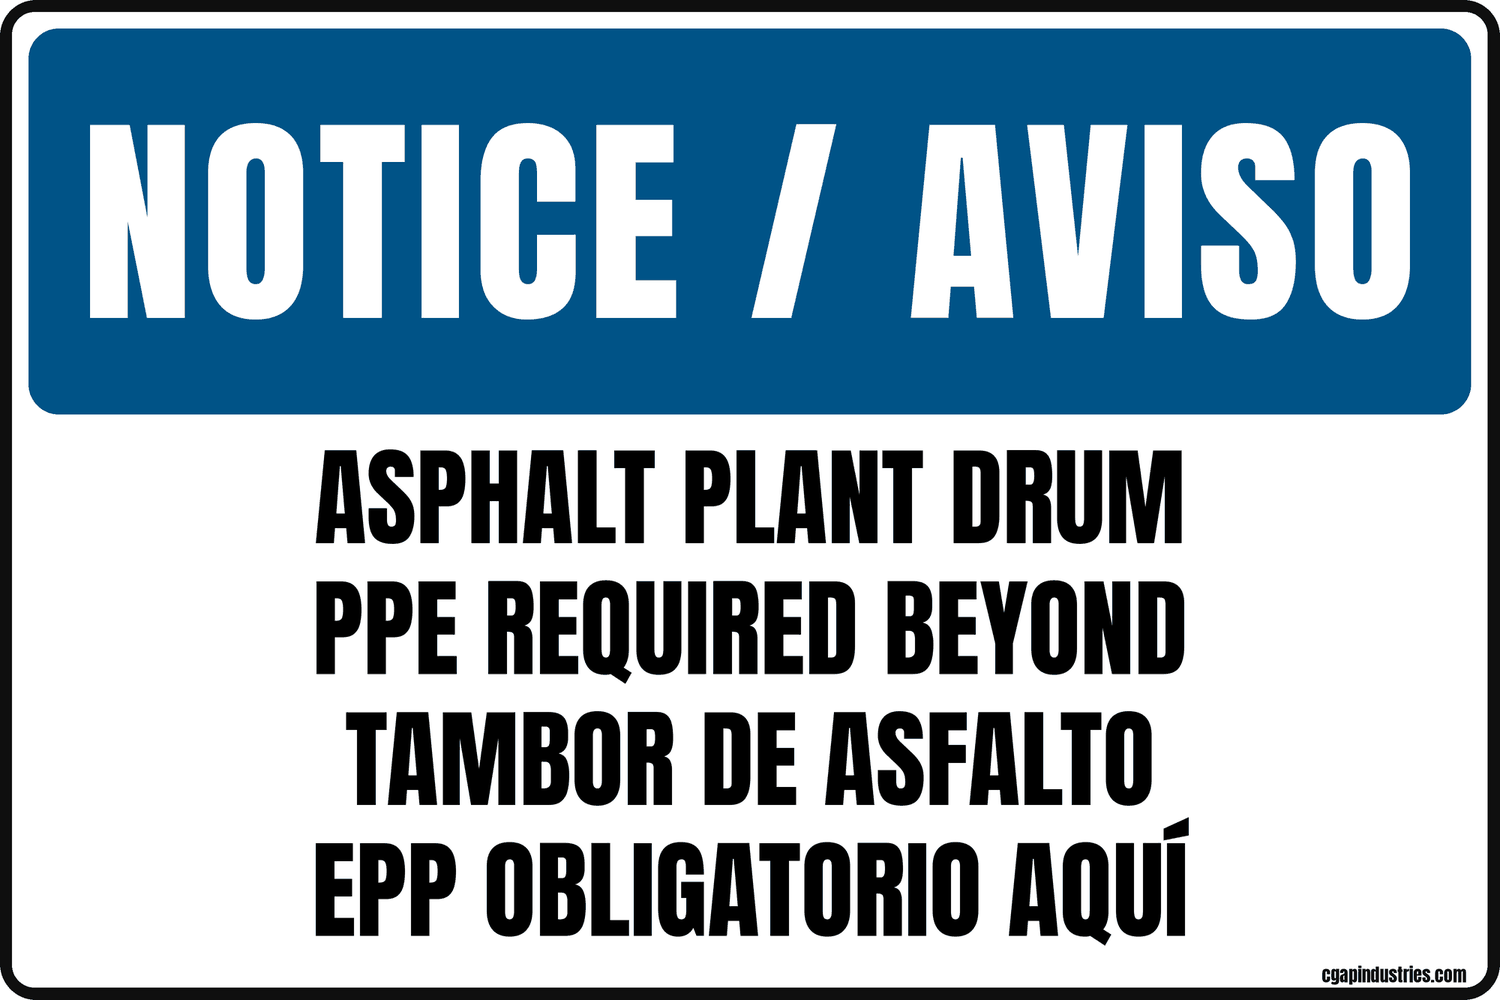 NOTICE / AVISO
ASPHALT PLANT DRUM
PPE REQUIRED BEYOND
TAMBOR DE ASFALTO
EPP OBLIGATORIO AQUÍ
cgapindustries.com